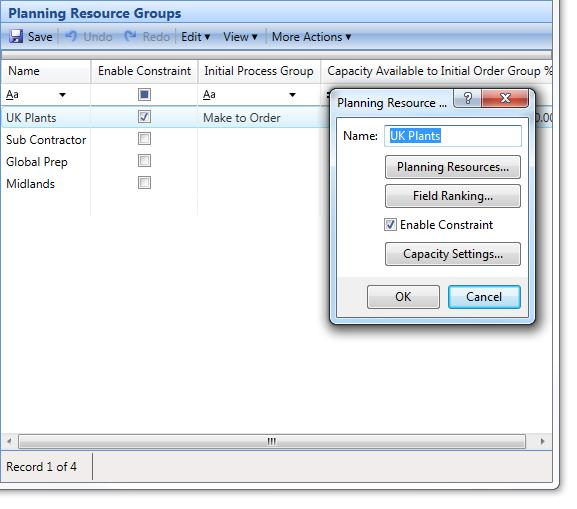 Planning Resource Groups
Save Undo Redo Edit View More Actions
Name Enable Constraint Initial Process Group Capacity Available to Initial Order Group %
Aa Aa =
UK Plants Make to Order 0.00
Sub Contractor
Global Prep
Midlands
Record 1 of 4
Planning Resource ... ?
Name: UK Plants
Planning Resources...
Field Ranking...
Enable Constraint
Capacity Settings...
OK Cancel